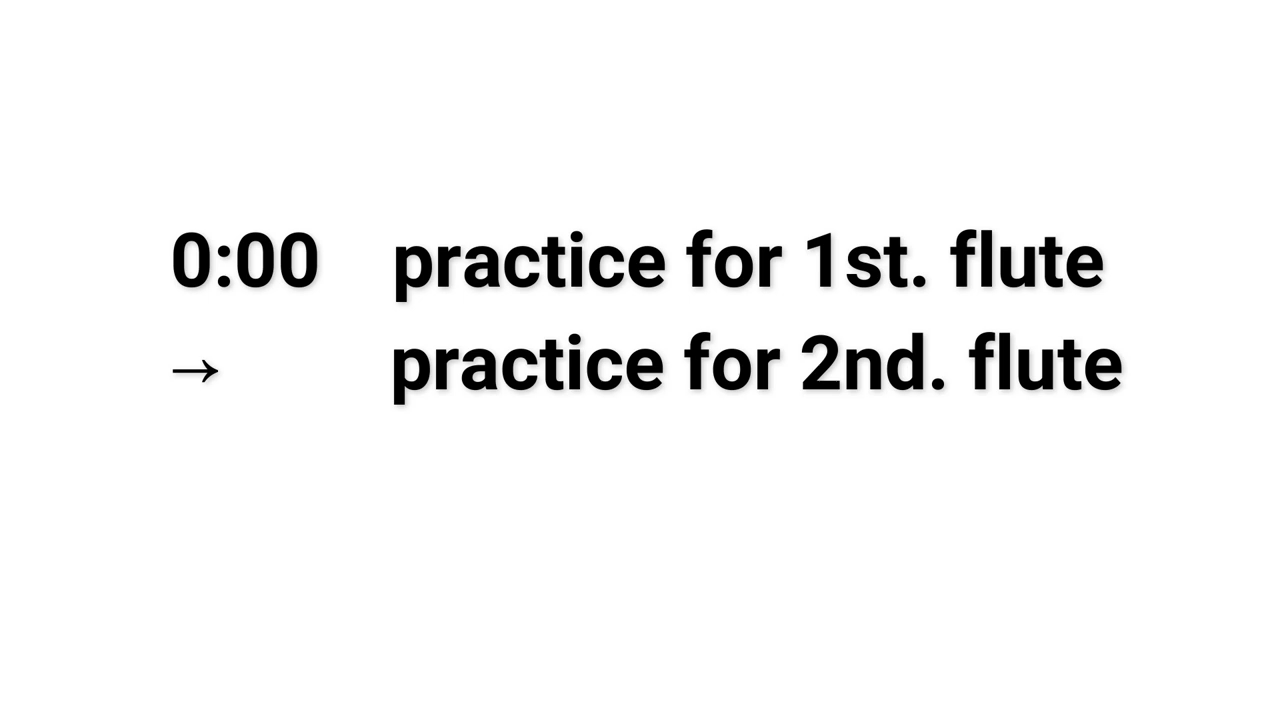 0:00 practice for 1st. flute
→ practice for 2nd. flute